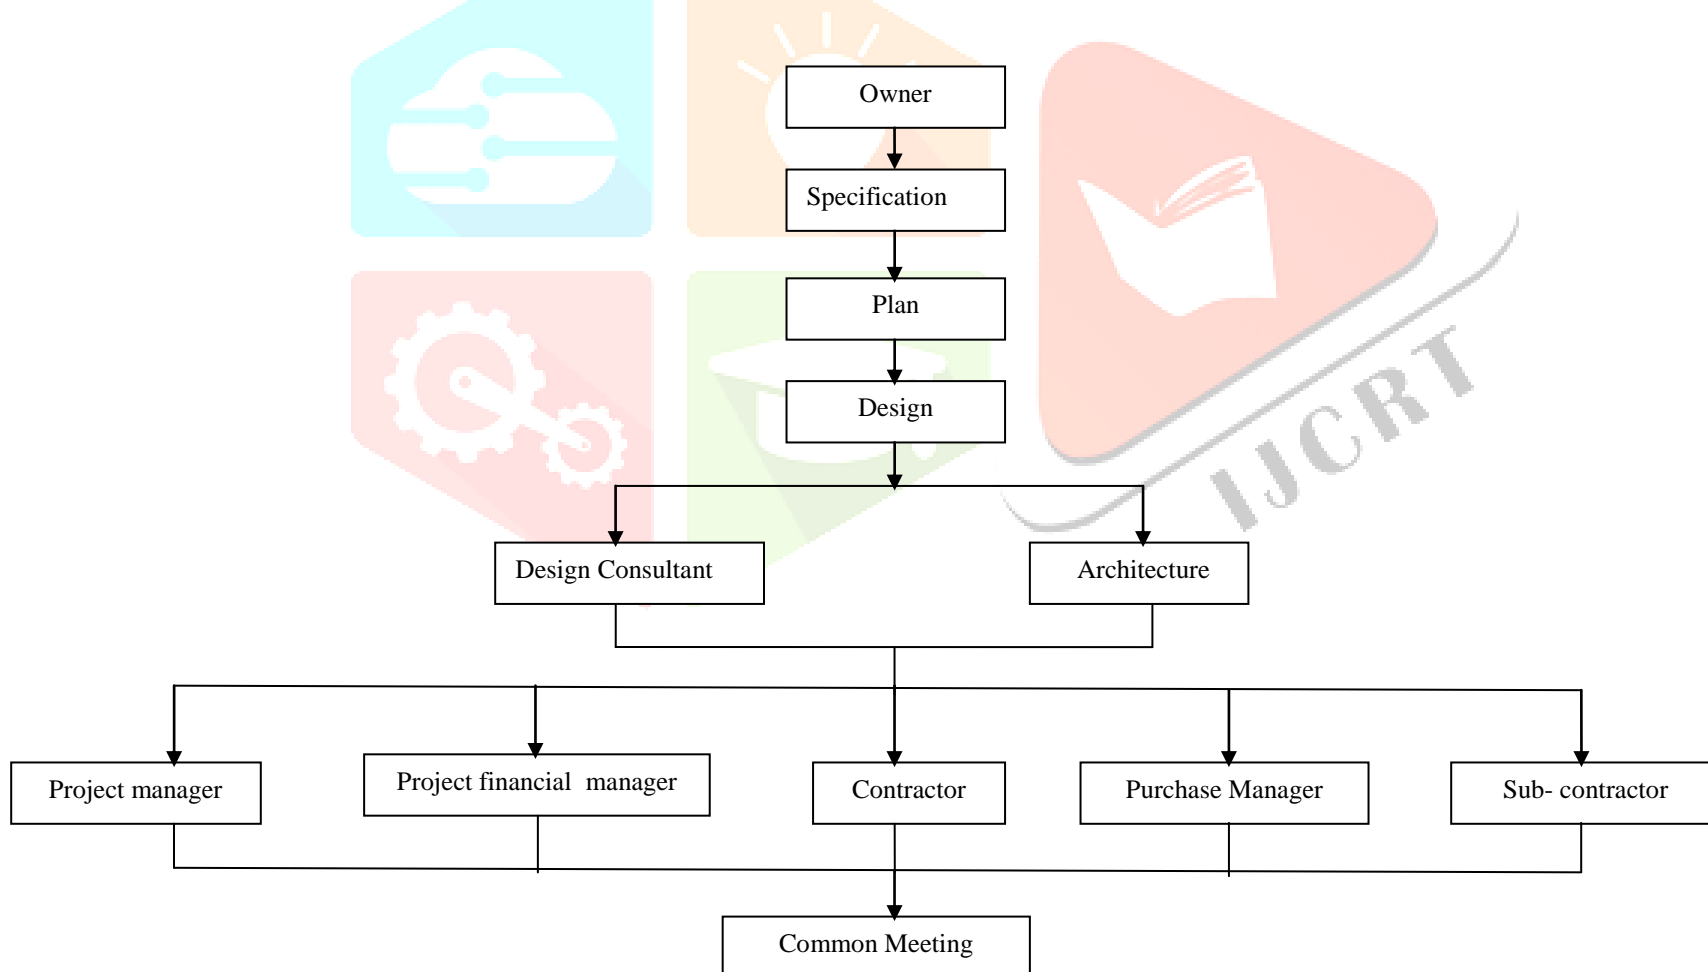 Owner
Specification
Plan
Design
IJCRT
Design Consultant
Architecture
Project manager
Project financial  manager
Contractor
Purchase Manager
Sub- contractor
Common Meeting